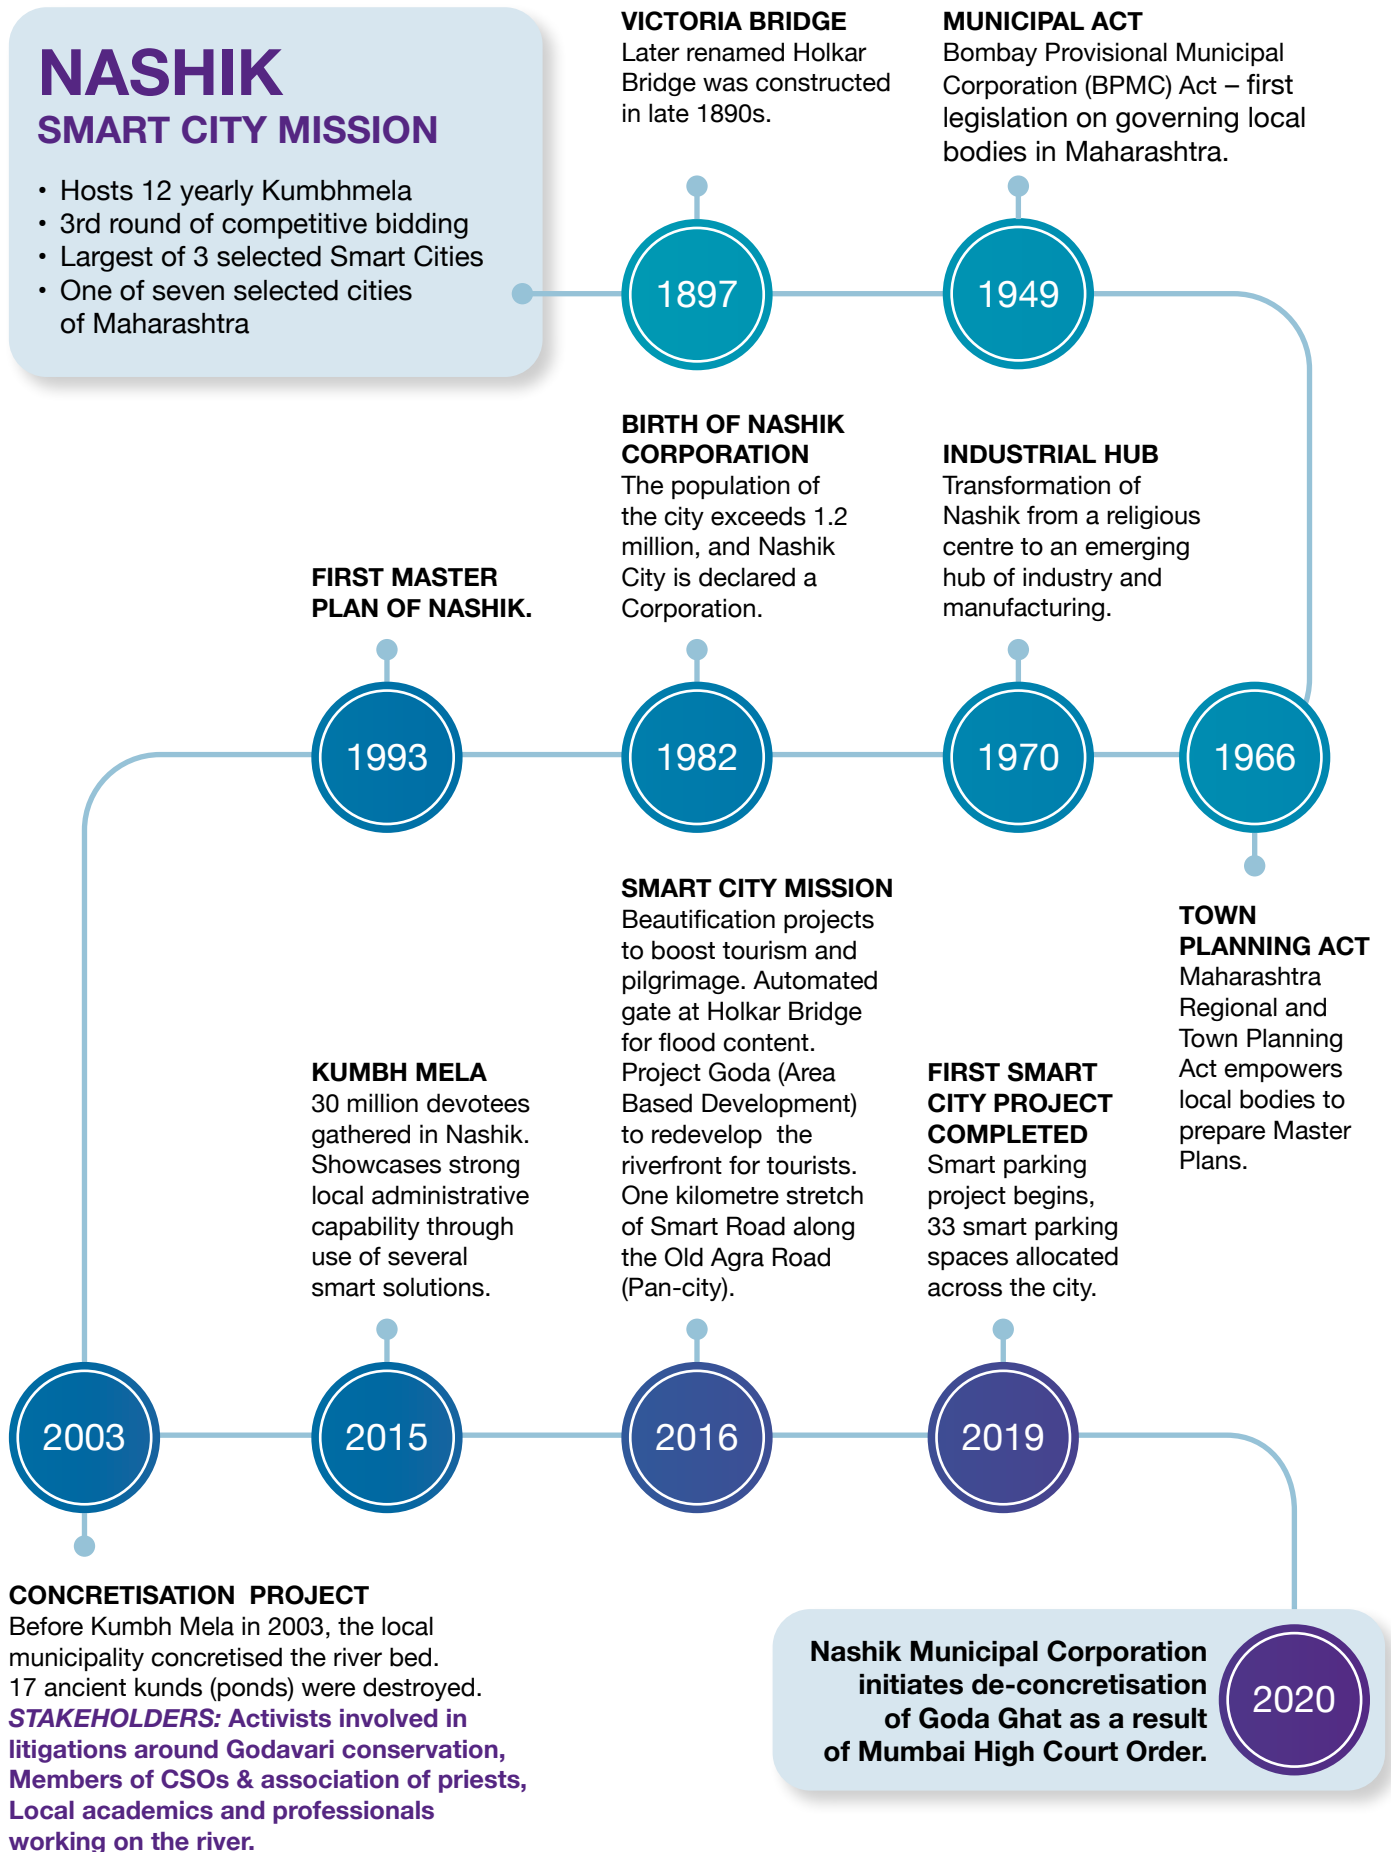 NASHIK
SMART CITY MISSION
• Hosts 12 yearly Kumbhmela
• 3rd round of competitive bidding
• Largest of 3 selected Smart Cities
• One of seven selected cities
of Maharashtra
VICTORIA BRIDGE
Later renamed Holkar
Bridge was constructed
in late 1890s.
1897
MUNICIPAL ACT
Bombay Provisional Municipal
Corporation (BPMC) Act – first
legislation on governing local
bodies in Maharashtra.
1949
1966
TOWN
PLANNING ACT
Maharashtra
Regional and
Town Planning
Act empowers
local bodies to
prepare Master
Plans.
INDUSTRIAL HUB
Transformation of
Nashik from a religious
centre to an emerging
hub of industry and
manufacturing.
1970
BIRTH OF NASHIK
CORPORATION
The population of
the city exceeds 1.2
million, and Nashik
City is declared a
Corporation.
1982
FIRST MASTER
PLAN OF NASHIK.
1993
2003
CONCRETISATION PROJECT
Before Kumbh Mela in 2003, the local
municipality concretised the river bed.
17 ancient kunds (ponds) were destroyed.
STAKEHOLDERS: Activists involved in
litigations around Godavari conservation,
Members of CSOs & association of priests,
Local academics and professionals
working on the river.
KUMBH MELA
30 million devotees
gathered in Nashik.
Showcases strong
local administrative
capability through
use of several
smart solutions.
2015
SMART CITY MISSION
Beautification projects
to boost tourism and
pilgrimage. Automated
gate at Holkar Bridge
for flood content.
Project Goda (Area
Based Development)
to redevelop the
riverfront for tourists.
One kilometre stretch
of Smart Road along
the Old Agra Road
(Pan-city).
2016
FIRST SMART
CITY PROJECT
COMPLETED
Smart parking
project begins,
33 smart parking
spaces allocated
across the city.
2019
Nashik Municipal Corporation
initiates de-concretisation
of Goda Ghat as a result
of Mumbai High Court Order.
2020